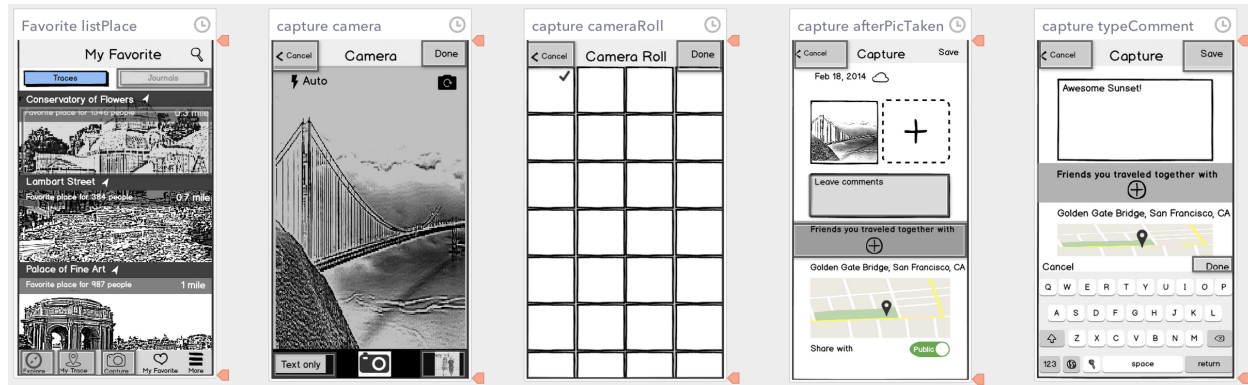 Favorite listPlace
My Favorite
Traces
Journals
Conservatory of Flowers
Favorite place for 1346 people 0.3 mile
Lambart Street
Favorite place for 384 people 0.7 mile
Palace of Fine Art
Favorite place for 987 people 1 mile
Explore
My Trace
Capture
My Favorite
More
capture camera
Cancel
Camera
Done
Auto
Text only
capture cameraRoll
Cancel
Camera Roll
Done
capture afterPicTaken
Cancel
Capture
Save
Feb 18, 2014
Leave comments
Friends you traveled together with
Golden Gate Bridge, San Francisco, CA
Share with
Public
capture typeComment
Cancel
Capture
Save
Awesome Sunset!
Friends you traveled together with
Golden Gate Bridge, San Francisco, CA
Cancel
Done
Q W E R T Y U I O P
A S D F G H J K L
Z X C V B N M
123
space
return